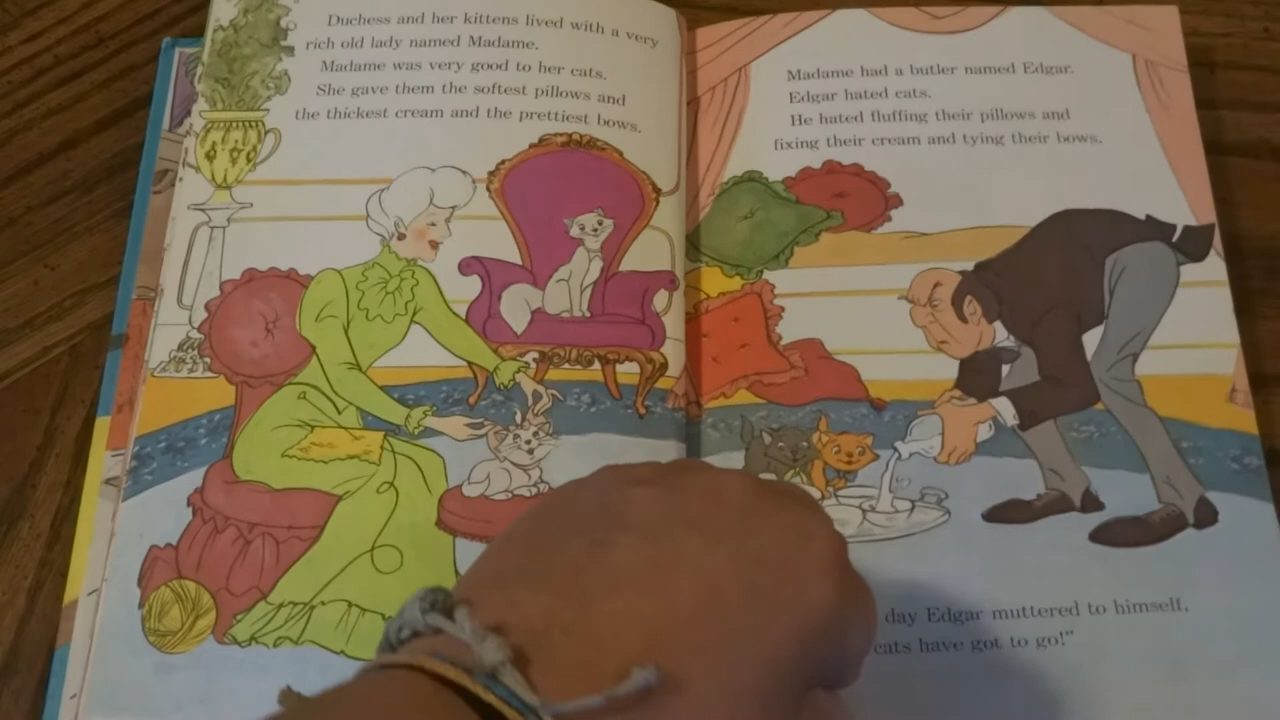 Duchess and her kittens lived with a very
rich old lady named Madame.
Madame was very good to her cats.
She gave them the softest pillows and
the thickest cream and the prettiest bows.
Madame had a butler named Edgar.
Edgar hated cats.
He hated fluffing their pillows and
fixing their cream and tying their bows.
day Edgar muttered to himself,
cats have got to go!”